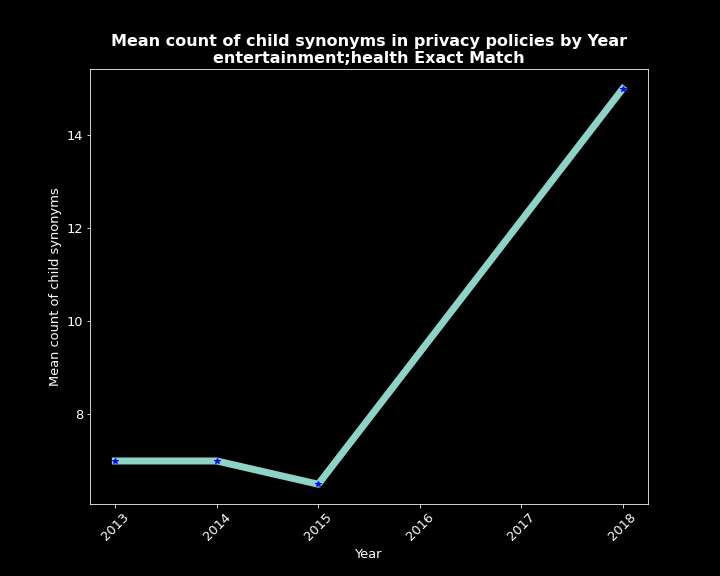 Mean count of child synonyms in privacy policies by Year
entertainment;health Exact Match
Mean count of child synonyms
14
12
10
8
2013
2014
2015
2016
2017
2018
Year